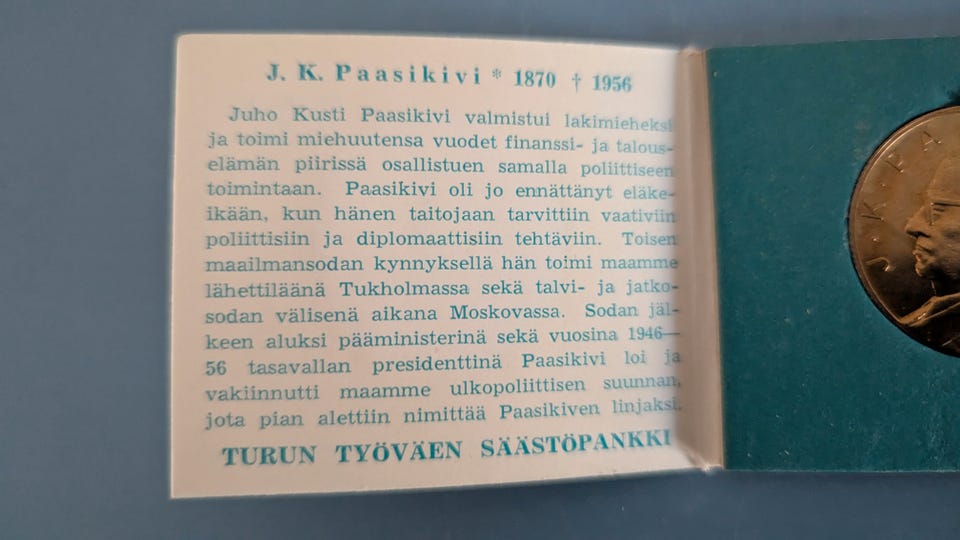 J. K. Paasikivi * 1870 † 1956
Juho Kusti Paasikivi valmistui lakimieheksi
ja toimi miehuutensa vuodet finanssi- ja talous-
elämän piirissä osallistuen samalla poliittiseen
toimintaan. Paasikivi oli jo ennättänyt eläke-
ikään, kun hänen taitojaan tarvittiin vaativiin
poliittisiin ja diplomaattisiin tehtäviin. Toisen
maailmansodan kynnyksellä hän toimi maamme
lähettiläänä Tukholmassa sekä talvi- ja jatko-
sodan välisenä aikana Moskovassa. Sodan jäl-
keen aluksi pääministerinä sekä vuosina 1946—
56 tasavallan presidenttinä Paasikivi loi ja
vakiinnutti maamme ulkopoliittisen suunnan,
jota pian alettiin nimittää Paasikiven linjaksi.
TURUN TYÖVÄEN SÄÄSTÖPANKKI
J · K · P A